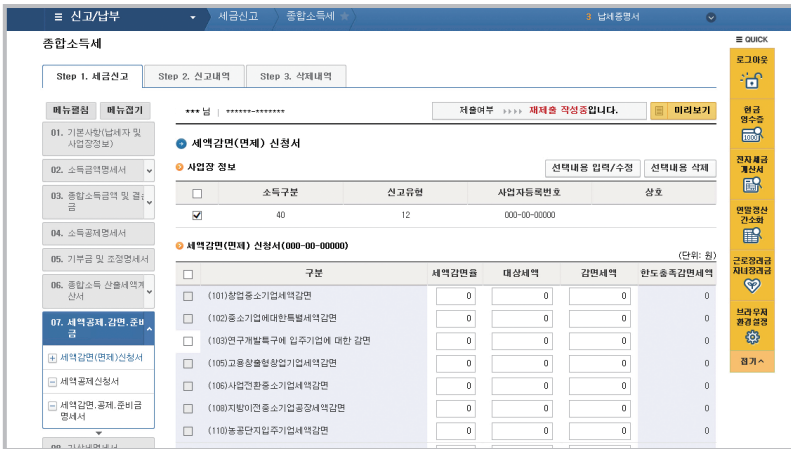 ≡ 신고/납부
세금신고
종합소득세 ★
3 납세증명서
종합소득세
Step 1. 세금신고
Step 2. 신고내역
Step 3. 삭제내역
메뉴펼침
메뉴접기
*** 님 | ******-*******
제출여부 >>>> 재제출 작성중입니다.
미리보기
01. 기본사항(납세자 및
사업장정보)
02. 소득금액명세서
03. 종합소득금액 및 결
금
04. 소득공제명세서
05. 기부금 및 조정명세서
06. 종합소득 산출세액계
산서
07. 세액공제.감면.준비
금
세액감면(면제)신청서
세액공제신청서
세액감면.공제.준비금
명세서
세액감면(면제) 신청서
사업장 정보
선택내용 입력/수정
선택내용 삭제
소득구분
신고유형
사업자등록번호
상호
40
12
000-00-00000
세액감면(면제) 신청서(000-00-00000)
(단위: 원)
구분
세액감면율
대상세액
감면세액
한도충족감면세액
(101)창업중소기업세액감면
0
0
0
0
(102)중소기업에대한특별세액감면
0
0
0
0
(103)연구개발특구에 입주기업에 대한 감면
0
0
0
0
(105)고용창출형창업기업세액감면
0
0
0
0
(106)사업전환중소기업세액감면
0
0
0
0
(108)지방이전중소기업공장세액감면
0
0
0
0
(110)농공단지입주기업세액감면
0
0
0
0
≡ QUICK
로그아웃
현금
영수증
전자세금
계산서
연말정산
간소화
근로장려금
자녀장려금
브라우저
환경설정
접기 ^